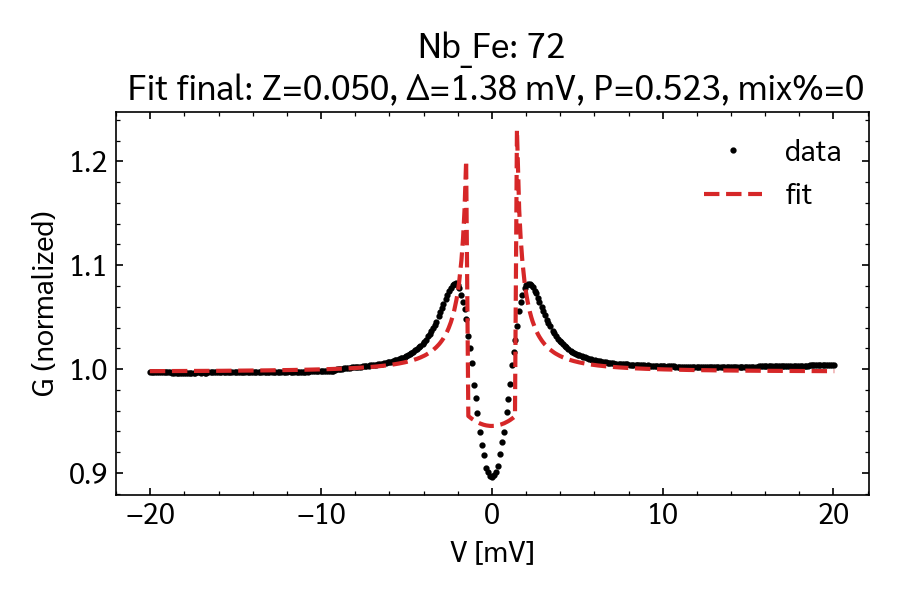 Nb_Fe: 72
Fit final: Z=0.050, Δ=1.38 mV, P=0.523, mix%=0
data
fit
1.2
1.1
1.0
0.9
G (normalized)
−20
−10
0
10
20
V [mV]